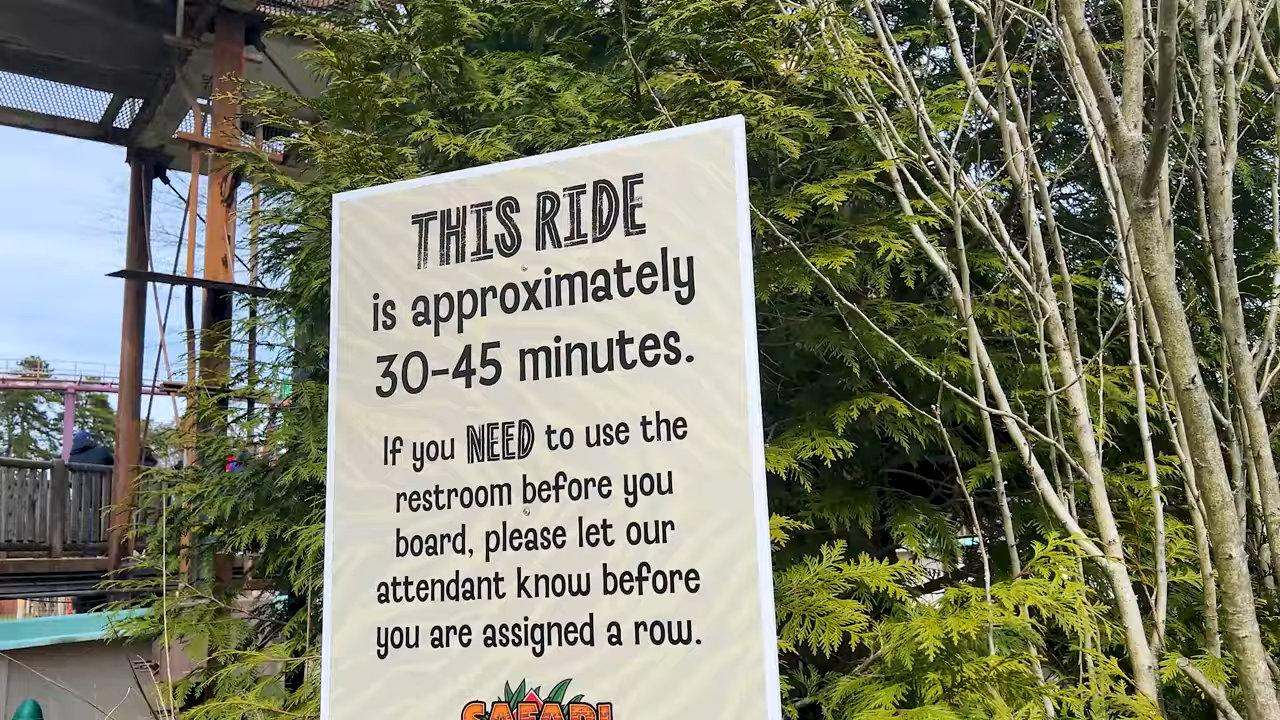 THIS RIDE
is approximately
30-45 minutes.
If you NEED to use the
restroom before you
board, please let our
attendant know before
you are assigned a row.
SAFARI